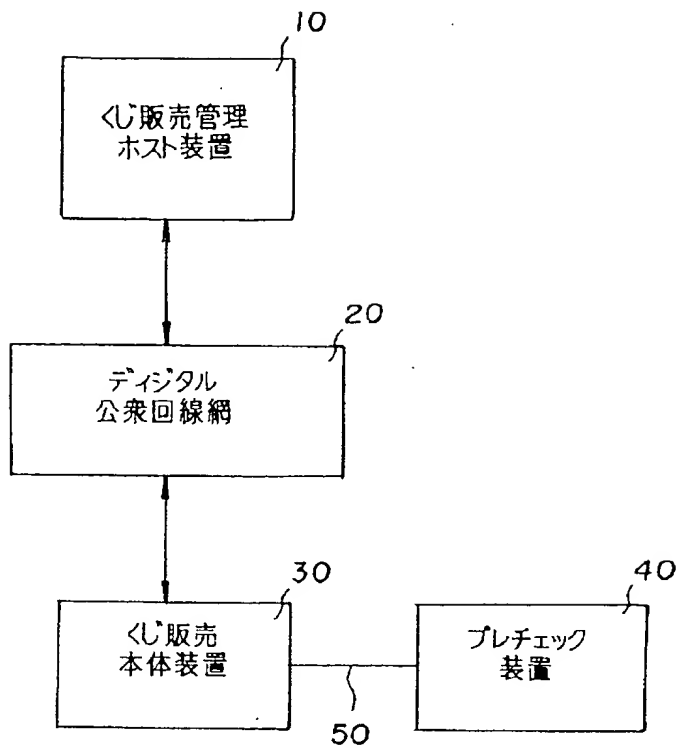 10
くじ販売管理
ホスト装置
20
ディジタル
公衆回線網
30
くじ販売
本体装置
40
プレチェック
装置
50